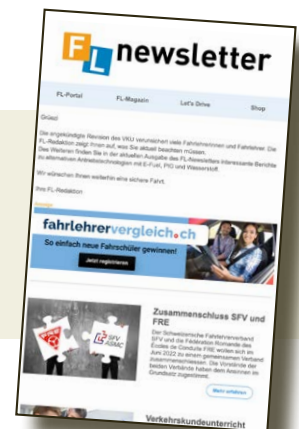 FL newsletter
FL-Portal
FL-Magazin
Let's Drive
Shop
Grüezi
Die angekündigte Revision des VKU verunsichert viele Fahrlehrerinnen und Fahrlehrer. Die
FL-Redaktion zeigt Ihnen auf, was Sie aktuell beachten müssen.
Des Weiteren finden Sie in der aktuellen Ausgabe des FL-Newsletters interessante Berichte
zu alternativen Antriebstechnologien mit E-Fuel, PtG und Wasserstoff.
Wir wünschen Ihnen weiterhin eine sichere Fahrt.
Ihre FL-Redaktion
Anzeige
fahrlehrervergleich.ch
So einfach neue Fahrschüler gewinnen!
Jetzt registrieren
FRE
SFV
ASMC
Zusammenschluss SFV und
FRE
Der Schweizerische Fahrlehrerverband
SFV und die Fédération Romande des
Écoles de Conduite FRE wollen sich im
Juni 2022 zu einem gemeinsamen Verband
zusammenschliessen. Die Vorstände der
beiden Verbände haben dem Ansinnen im
Grundsatz zugestimmt.
Mehr erfahren
Verkehrskundeunterricht